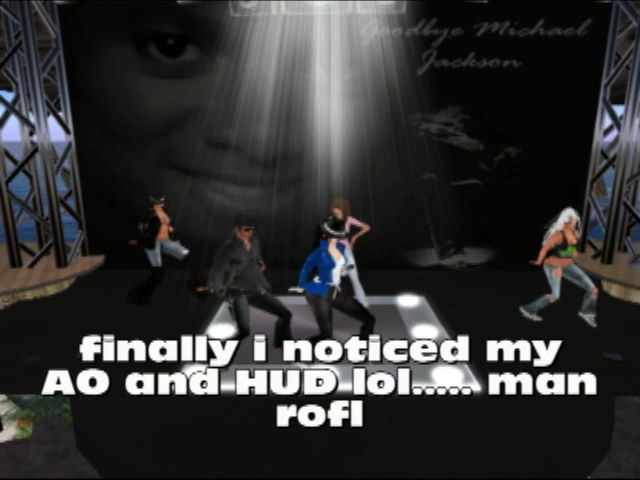 Goodbye Michael
Jackson
finally i noticed my
AO and HUD lol..... man
rofl